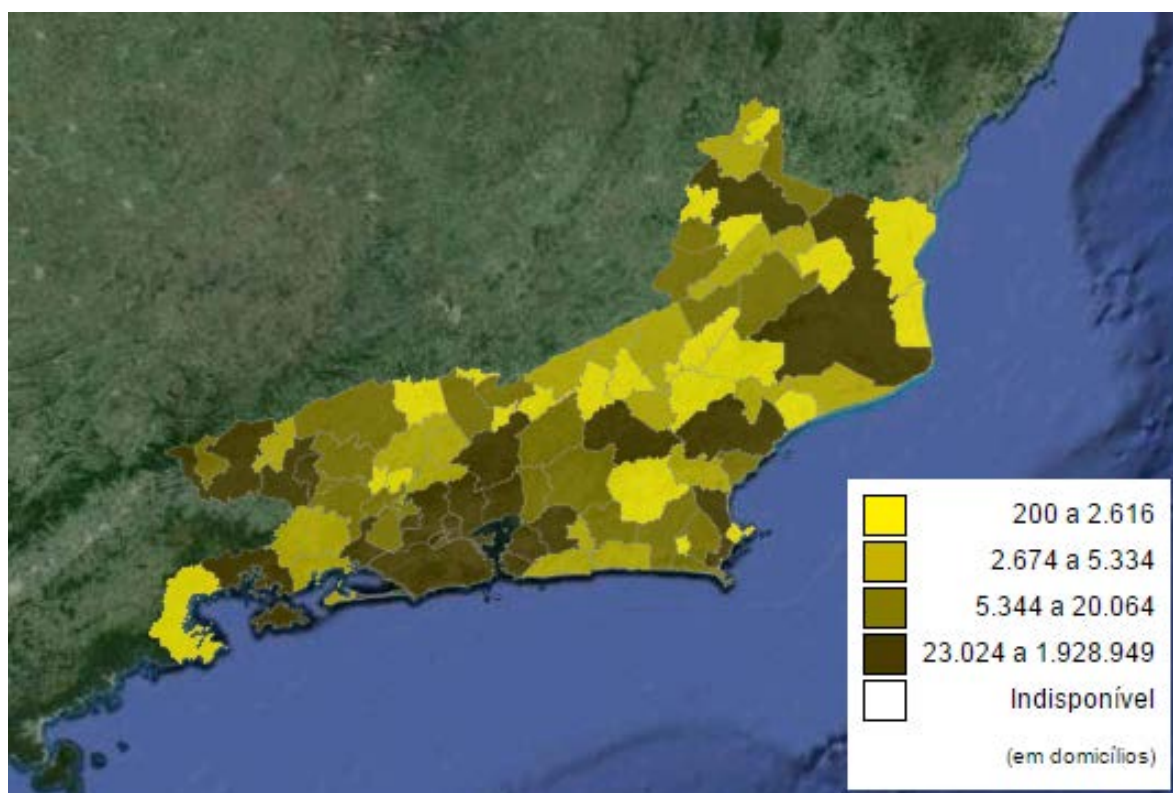 200 a 2.616
2.674 a 5.334
5.344 a 20.064
23.024 a 1.928.949
Indisponível
(em domicílios)